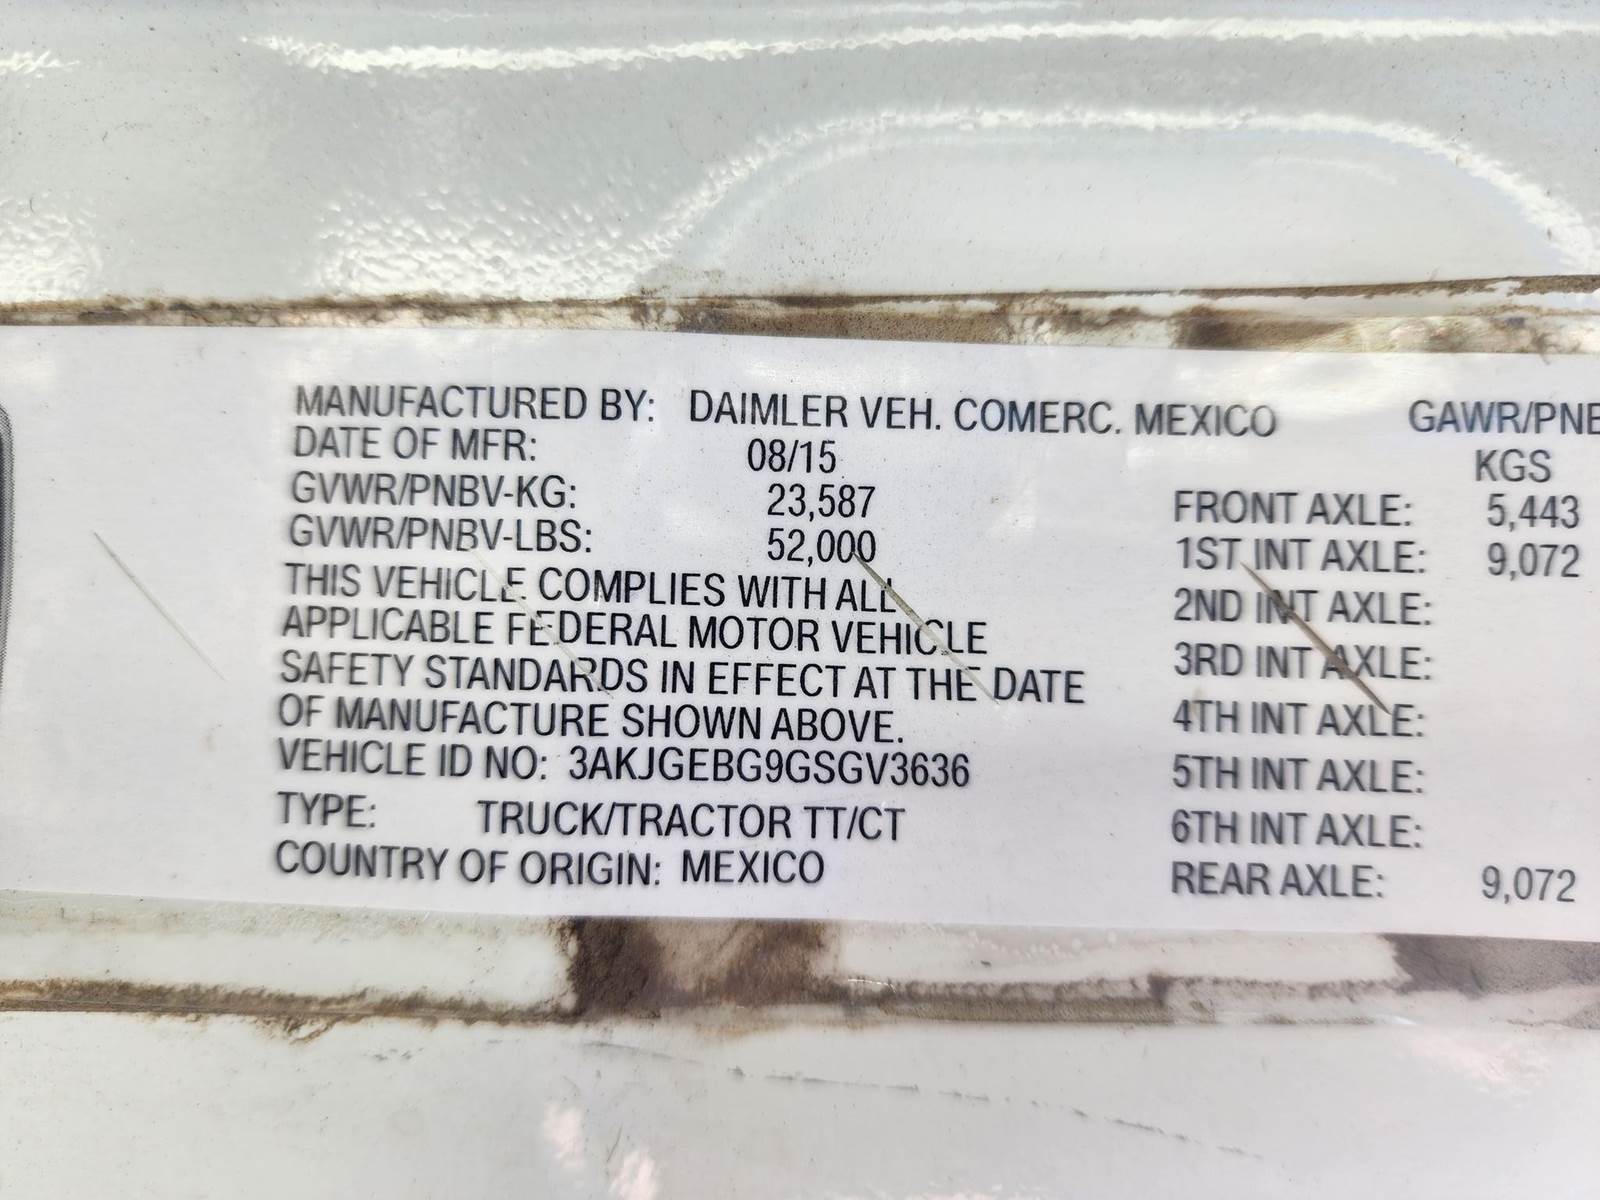 MANUFACTURED BY: DAIMLER VEH. COMERC. MEXICO GAWR/PNB
DATE OF MFR: 08/15 KGS
GVWR/PNBV-KG: 23,587 FRONT AXLE: 5,443
GVWR/PNBV-LBS: 52,000 1ST INT AXLE: 9,072
THIS VEHICLE COMPLIES WITH ALL 2ND INT AXLE:
APPLICABLE FEDERAL MOTOR VEHICLE 3RD INT AXLE:
SAFETY STANDARDS IN EFFECT AT THE DATE
OF MANUFACTURE SHOWN ABOVE. 4TH INT AXLE:
VEHICLE ID NO: 3AKJGEBG9GSGV3636 5TH INT AXLE:
TYPE: TRUCK/TRACTOR TT/CT 6TH INT AXLE:
COUNTRY OF ORIGIN: MEXICO REAR AXLE: 9,072